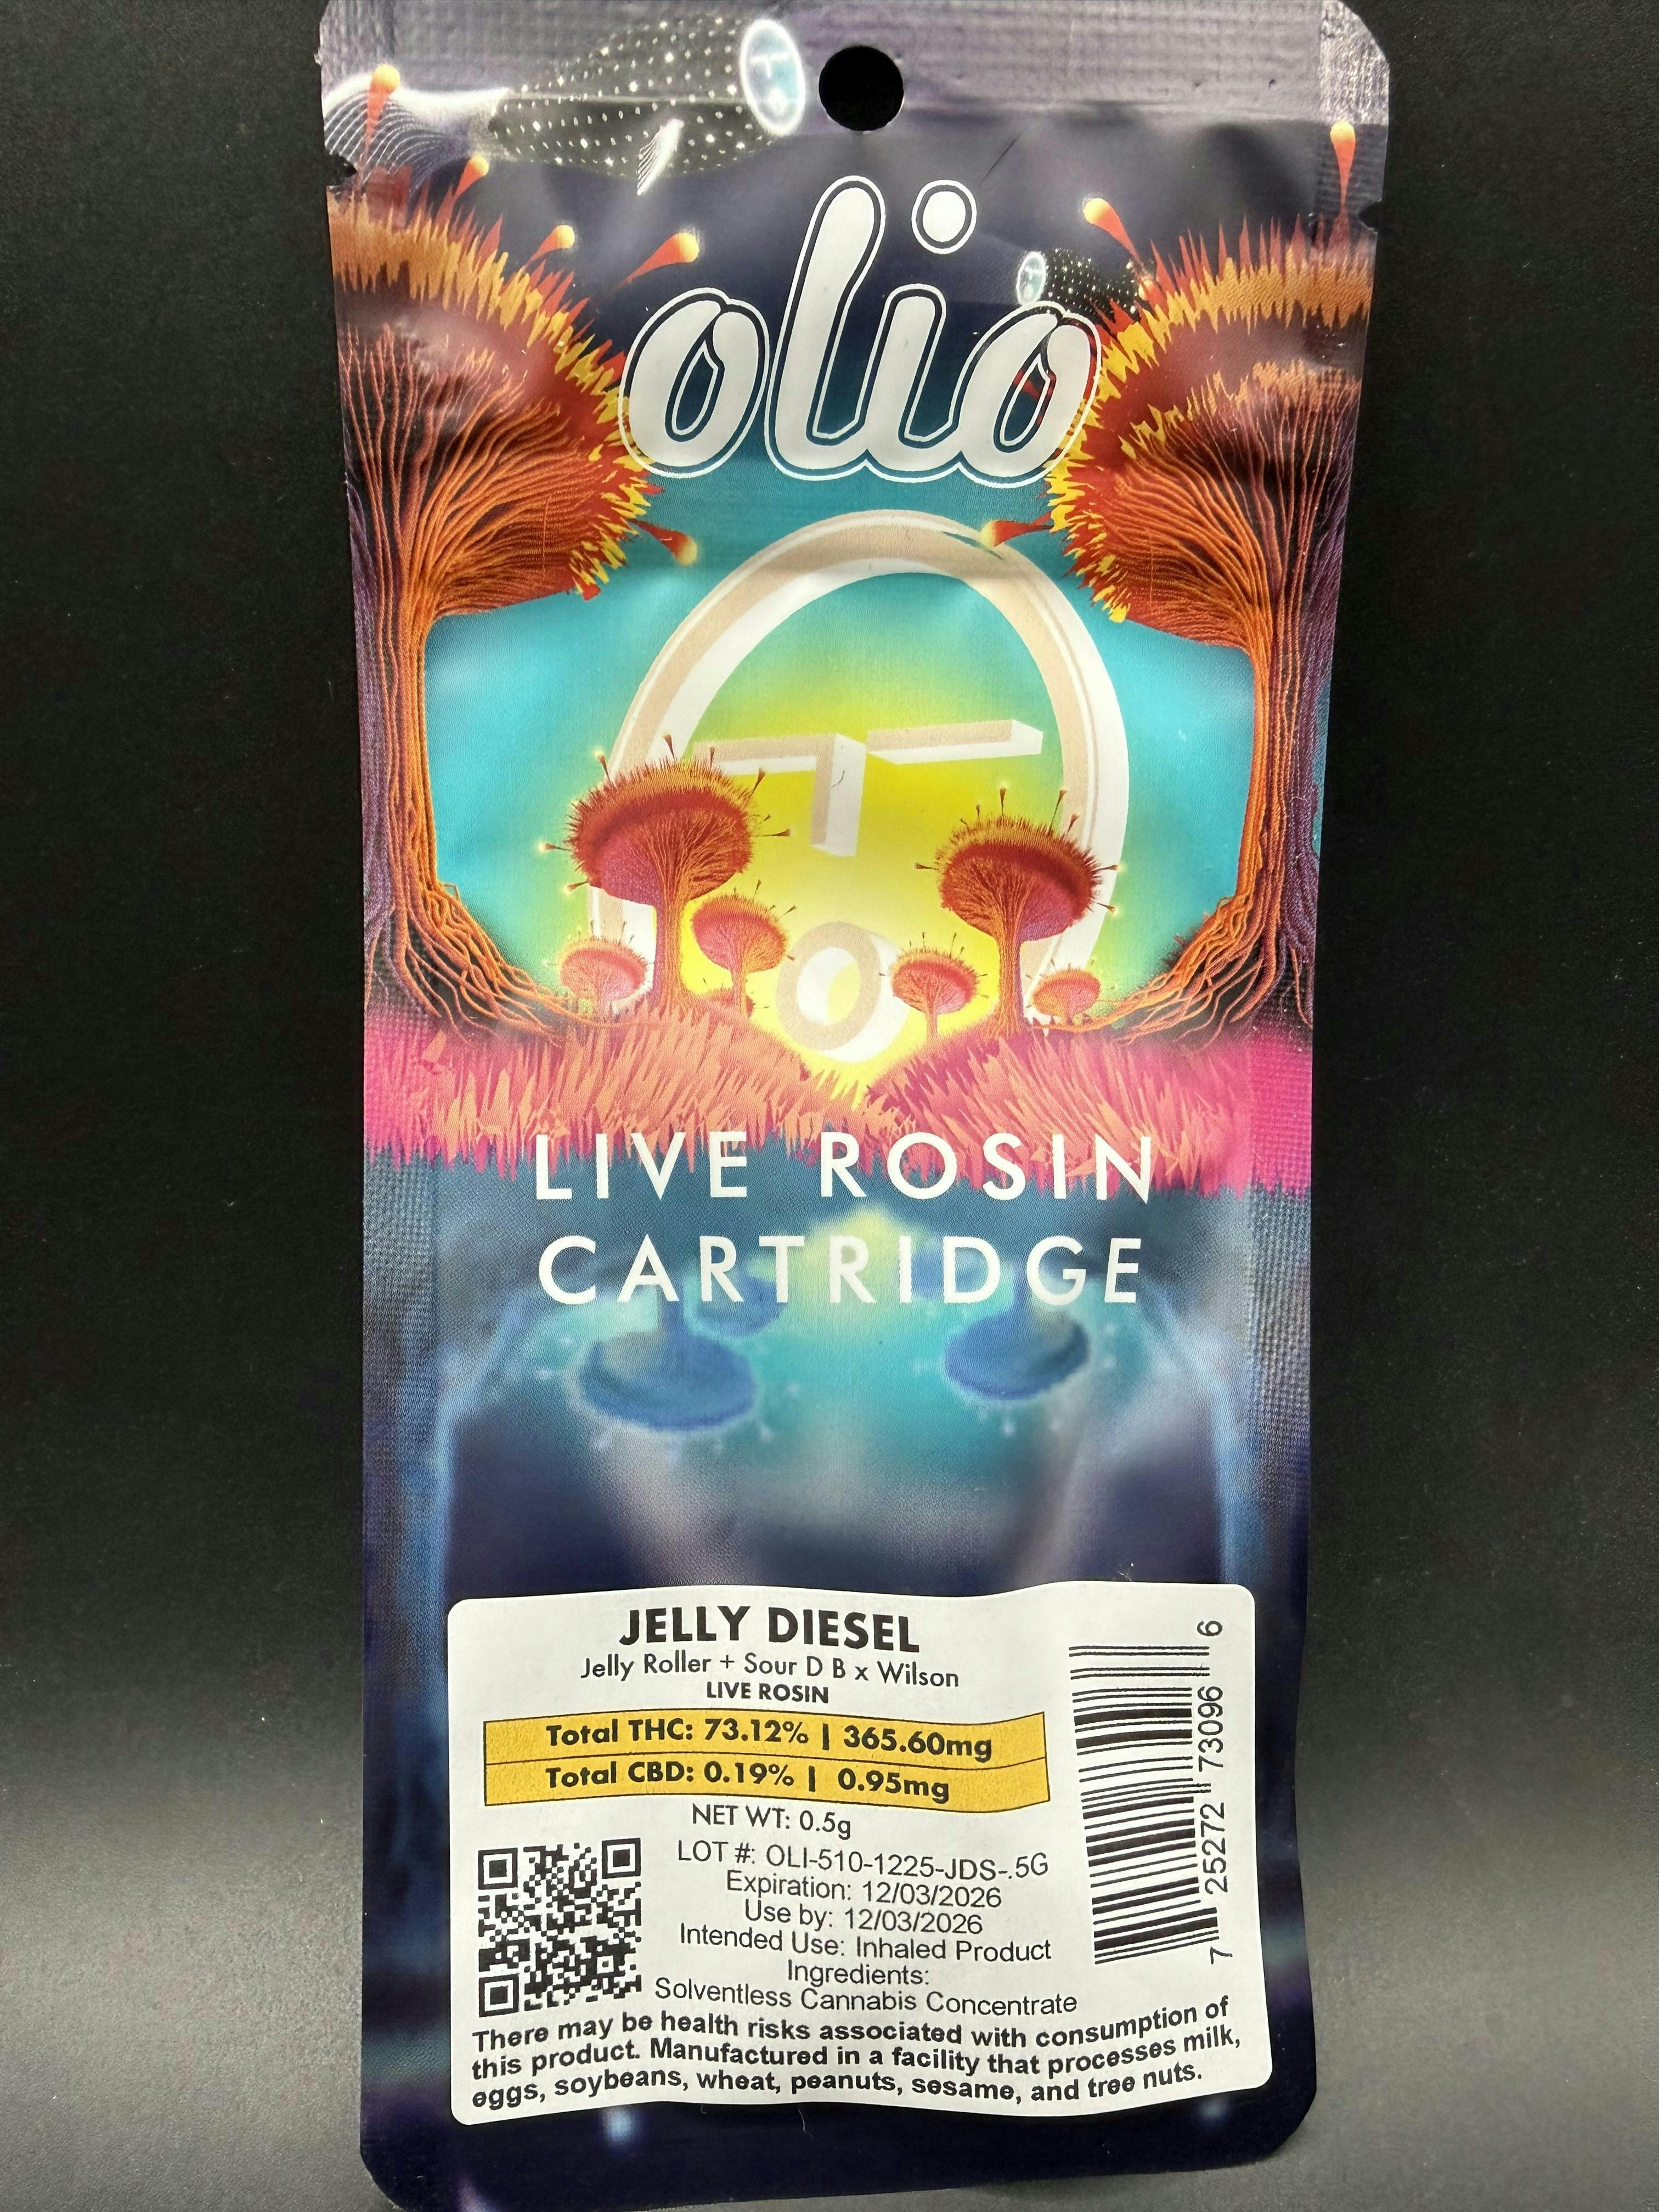 olio
LIVE ROSIN
CARTRIDGE
JELLY DIESEL
Jelly Roller + Sour D B x Wilson
LIVE ROSIN
Total THC: 73.12% | 365.60mg
Total CBD: 0.19% | 0.95mg
NET WT: 0.5g
LOT #: OLI-510-1225-JDS-.5G
Expiration: 12/03/2026
Use by: 12/03/2026
Intended Use: Inhaled Product
Ingredients:
Solventless Cannabis Concentrate
There may be health risks associated with consumption of
this product. Manufactured in a facility that processes milk,
eggs, soybeans, wheat, peanuts, sesame, and tree nuts.
7 25272 73096 6